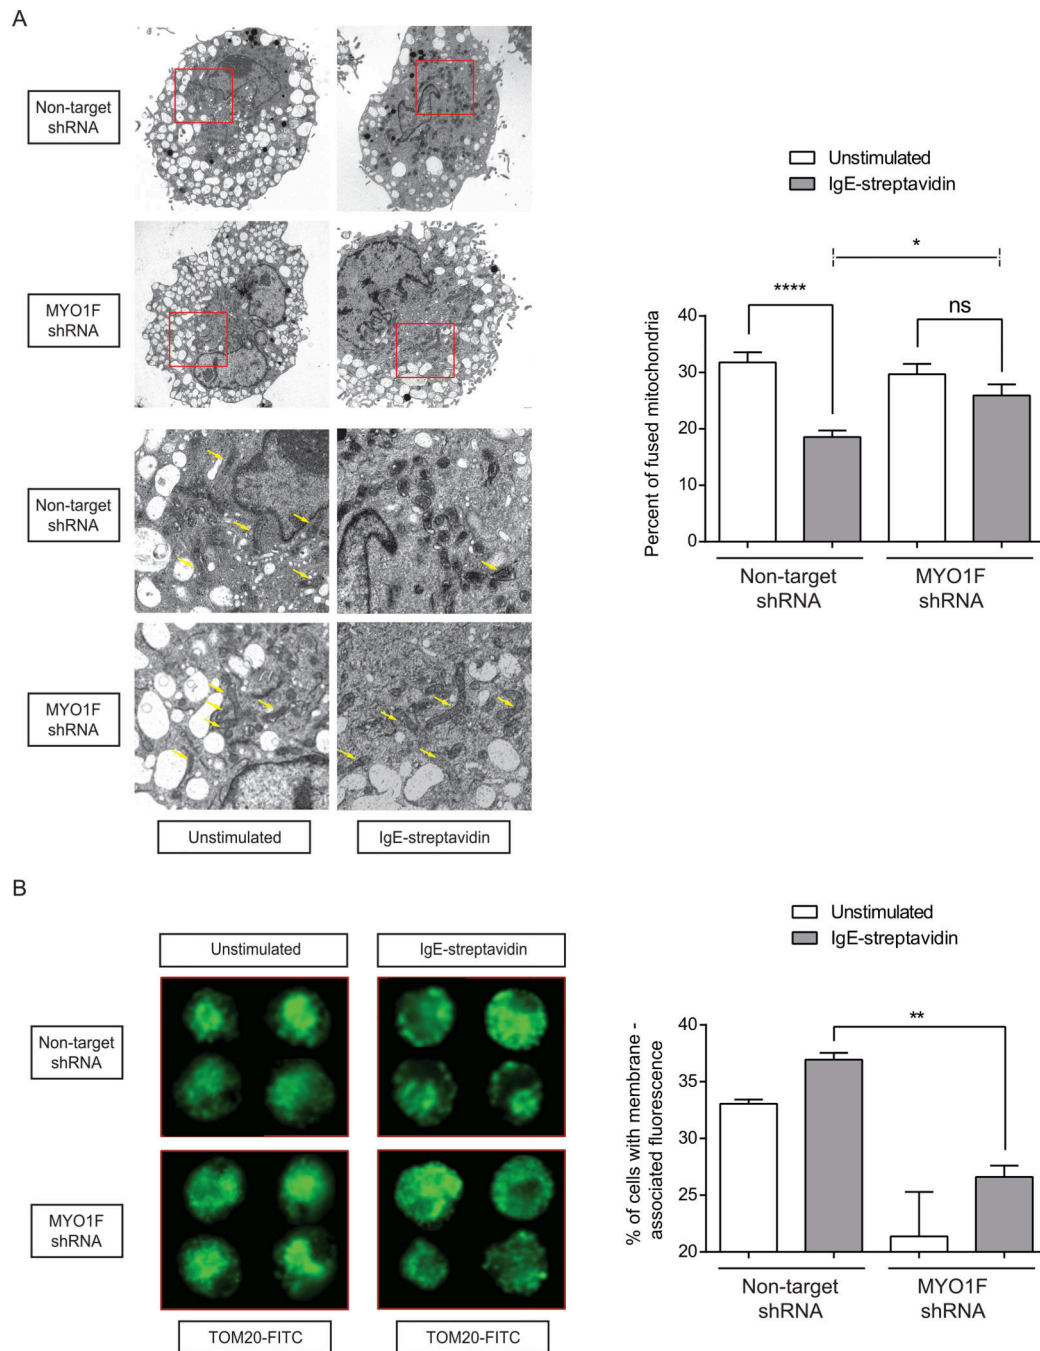 A
Non-target
shRNA
MYO1F
shRNA
Non-target
shRNA
MYO1F
shRNA
Unstimulated
IgE-streptavidin
Unstimulated
IgE-streptavidin
*
****
ns
40
30
20
10
0
Percent of fused mitochondria
Non-target
shRNA
MYO1F
shRNA
B
Unstimulated
IgE-streptavidin
Non-target
shRNA
MYO1F
shRNA
TOM20-FITC
TOM20-FITC
Unstimulated
IgE-streptavidin
**
40
35
30
25
20
% of cells with membrane -
associated fluorescence
Non-target
shRNA
MYO1F
shRNA